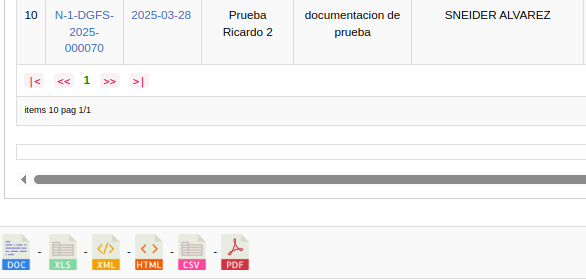 10 N-1-DGFS-2025-000070 2025-03-28 Prueba Ricardo 2 documentacion de prueba SNEIDER ALVAREZ
|< << 1 >> >|
items 10 pag 1/1
DOC - XLS - XML - HTML - CSV - PDF